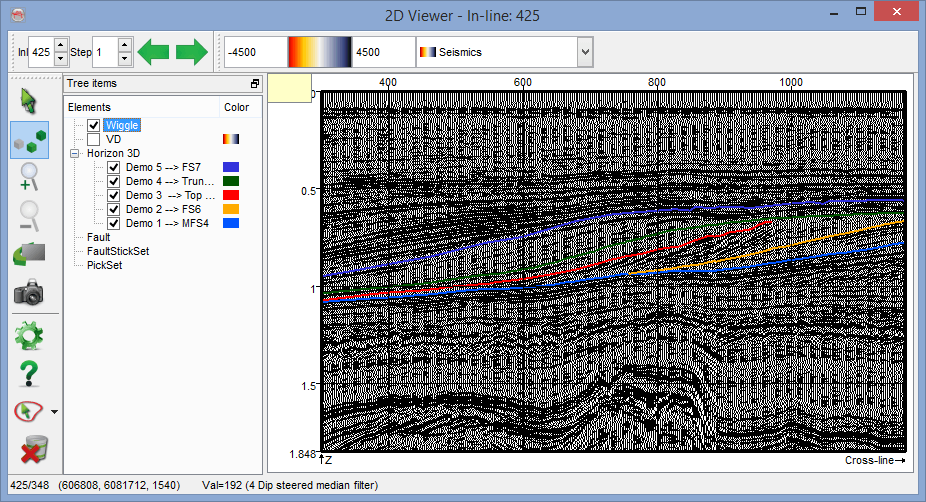 2D Viewer - In-line: 425
Inl 425 Step 1 -4500 4500 Seismics
Tree items
Elements Color
Wiggle
VD
Horizon 3D
Demo 5 --> FS7
Demo 4 --> Trun...
Demo 3 --> Top ...
Demo 2 --> FS6
Demo 1 --> MFS4
Fault
FaultStickSet
PickSet
400 600 800 1000
0
0.5
1
1.5
1.848
Z
Cross-line
425/348 (606808, 6081712, 1540) Val=192 (4 Dip steered median filter)